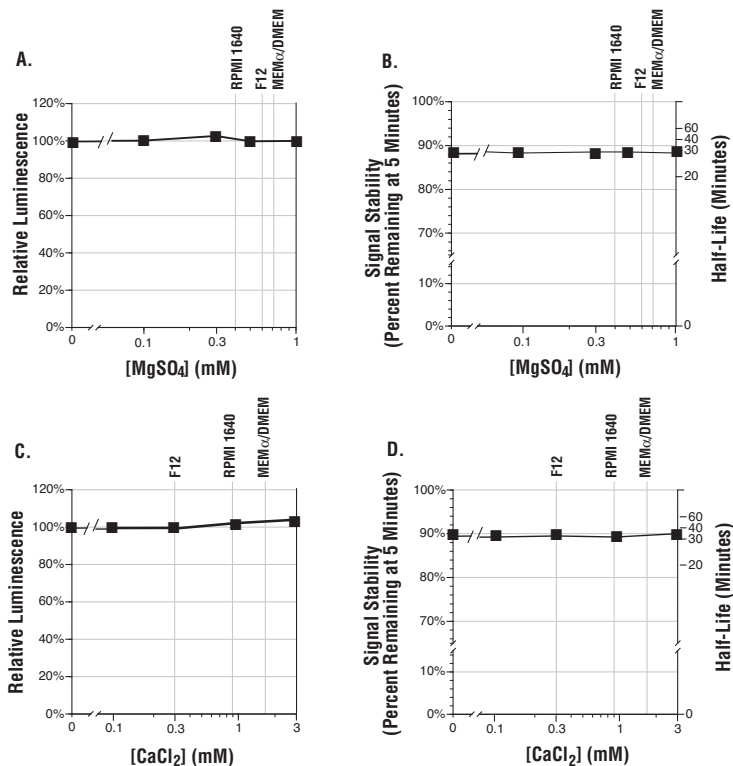 A.
RPMI 1640
F12
MEMα/DMEM
120%
100%
80%
60%
40%
20%
0%
Relative Luminescence
0 0.1 0.3 1
[MgSO4] (mM)
B.
RPMI 1640
F12
MEMα/DMEM
100%
90%
80%
70%
10%
0%
Signal Stability
(Percent Remaining at 5 Minutes)
60
40
30
20
0
Half-Life (Minutes)
0 0.1 0.3 1
[MgSO4] (mM)
C.
F12
RPMI 1640
MEMα/DMEM
120%
100%
80%
60%
40%
20%
0%
Relative Luminescence
0 0.1 0.3 1 3
[CaCl2] (mM)
D.
F12
RPMI 1640
MEMα/DMEM
100%
90%
80%
70%
10%
0%
Signal Stability
(Percent Remaining at 5 Minutes)
60
40
30
20
0
Half-Life (Minutes)
0 0.1 0.3 1 3
[CaCl2] (mM)